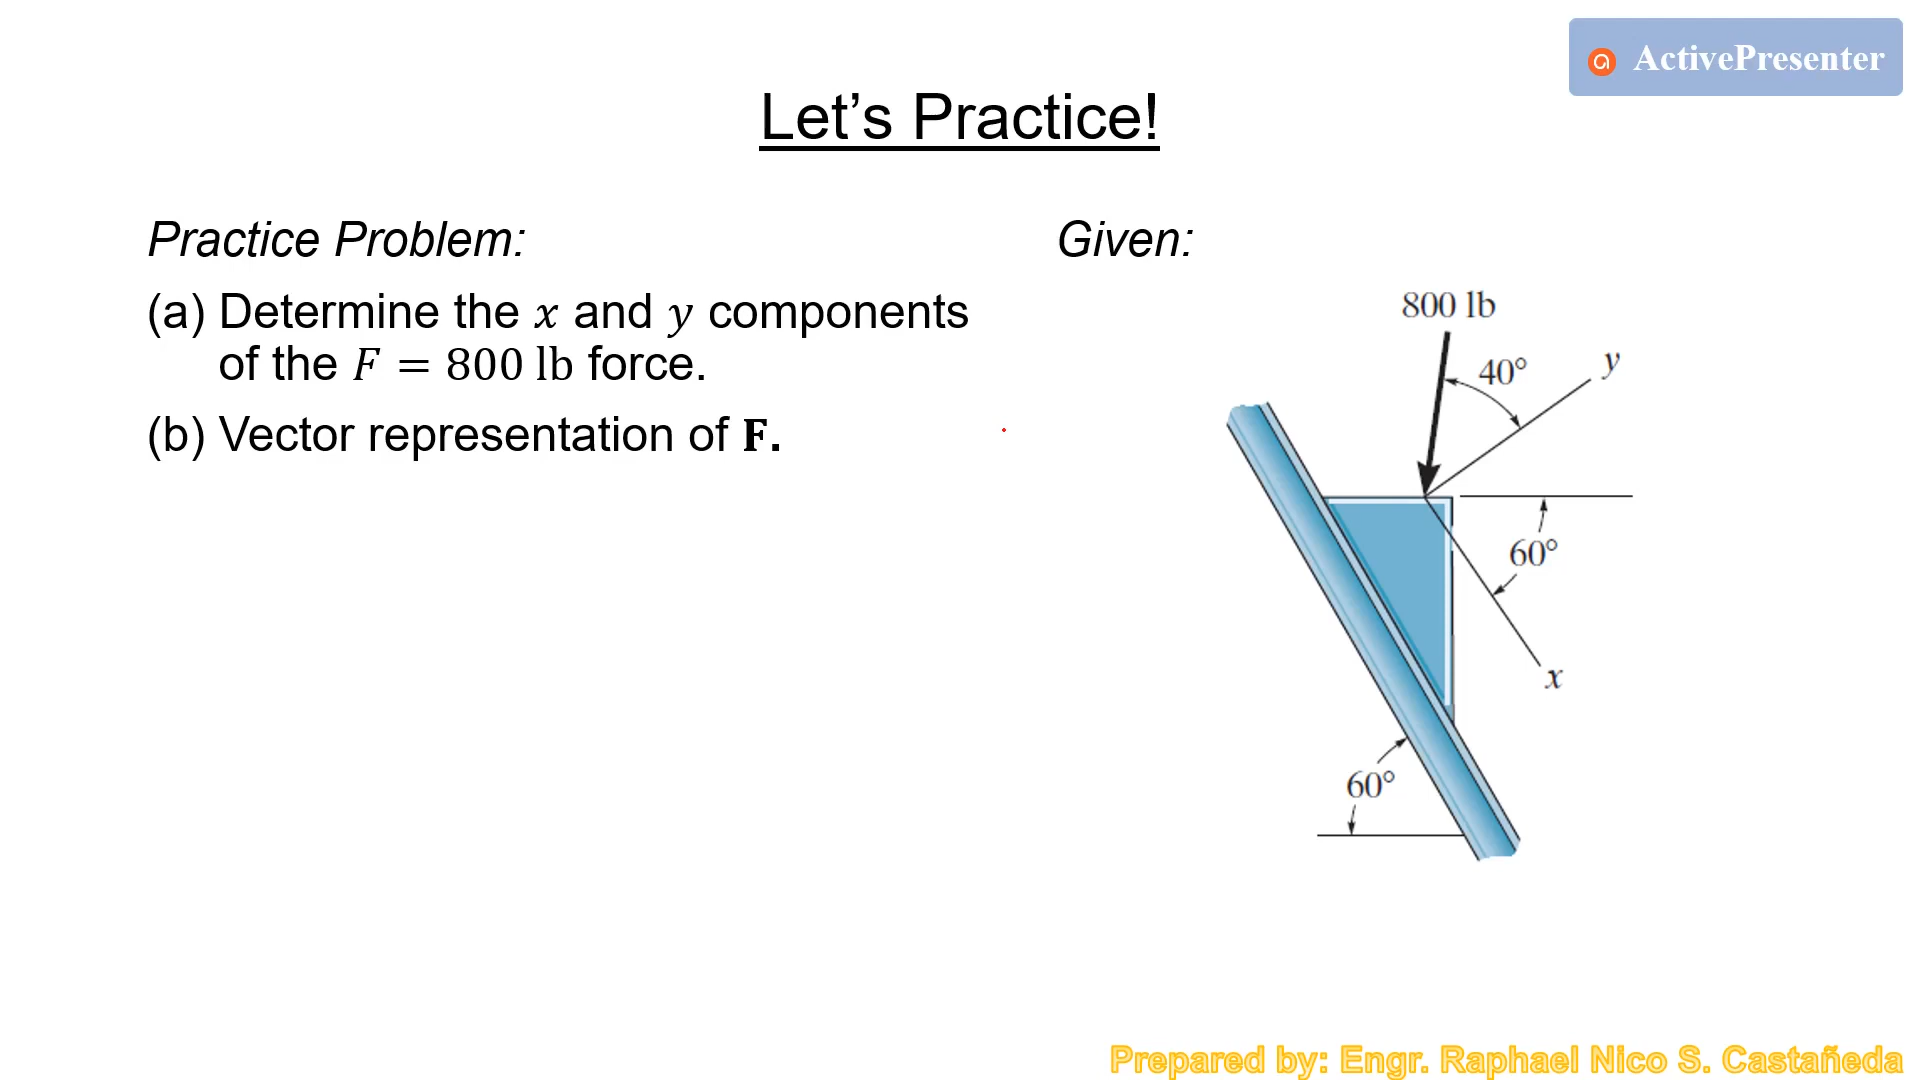 ActivePresenter
Let’s Practice!
Practice Problem:
(a) Determine the x and y components
of the F = 800 lb force.
(b) Vector representation of F.
Given:
800 lb
40°
y
60°
x
60°
Prepared by: Engr. Raphael Nico S. Castañeda